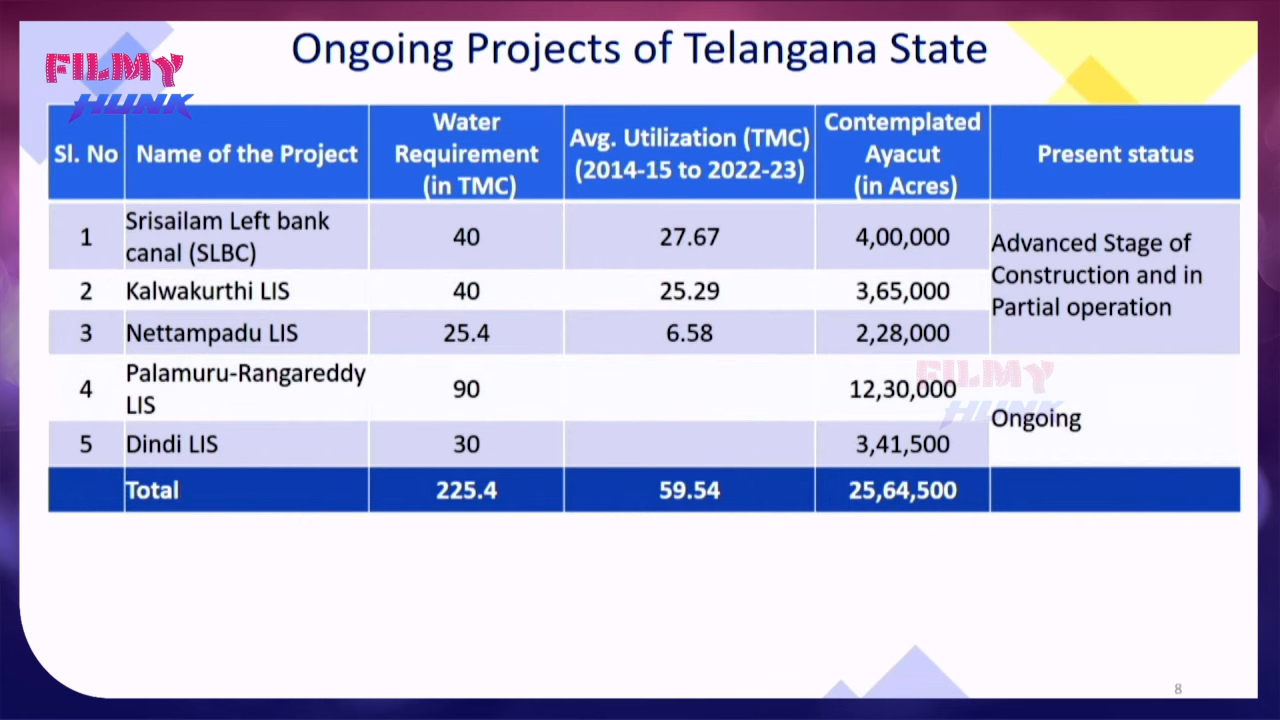 FILMY
HUNK
Ongoing Projects of Telangana State
Sl. No
Name of the Project
Water
Requirement
(in TMC)
Avg. Utilization (TMC)
(2014-15 to 2022-23)
Contemplated
Ayacut
(in Acres)
Present status
1
Srisailam Left bank
canal (SLBC)
40
27.67
4,00,000
Advanced Stage of
Construction and in
Partial operation
2
Kalwakurthi LIS
40
25.29
3,65,000
3
Nettampadu LIS
25.4
6.58
2,28,000
4
Palamuru-Rangareddy
LIS
90
12,30,000
FILMY
HUNK
Ongoing
5
Dindi LIS
30
3,41,500
Total
225.4
59.54
25,64,500
8